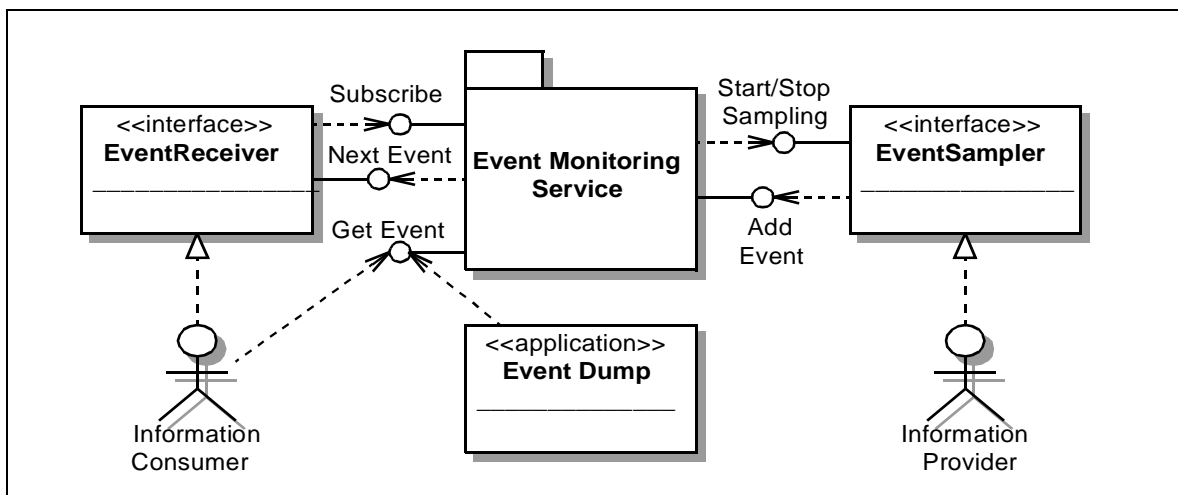 Subscribe
<<interface>>
EventReceiver
Next Event
Get Event
Event Monitoring
Service
Start/Stop
Sampling
<<interface>>
EventSampler
Add
Event
<<application>>
Event Dump
Information
Consumer
Information
Provider